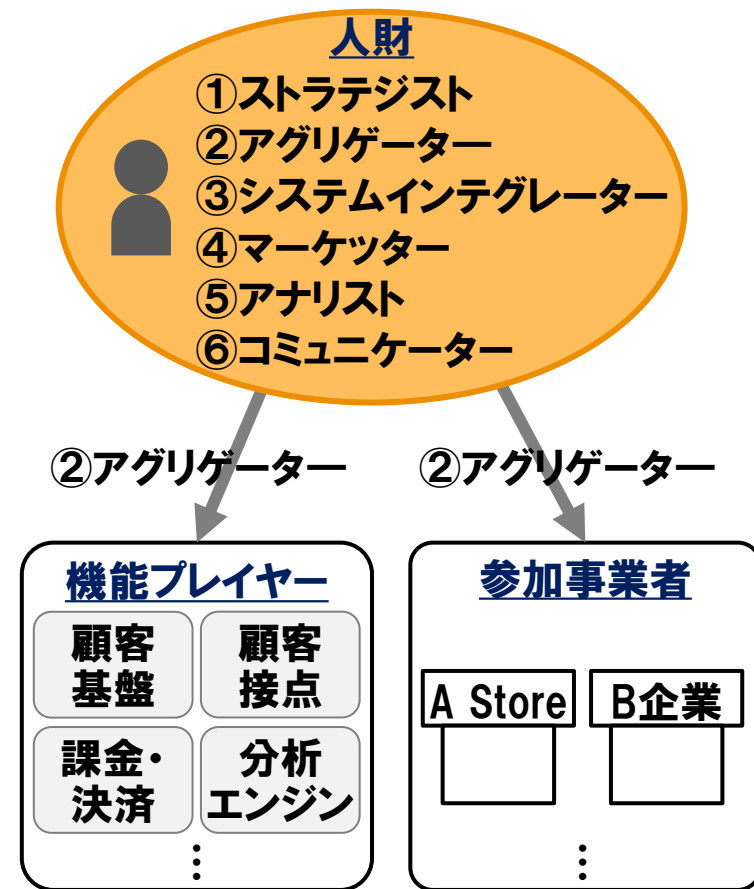 人財
①ストラテジスト
②アグリゲーター
③システムインテグレーター
④マーケッター
⑤アナリスト
⑥コミュニケーター
②アグリゲーター
②アグリゲーター
機能プレイヤー
顧客
基盤
顧客
接点
課金・
決済
分析
エンジン
⋮
参加事業者
A Store
B企業
⋮